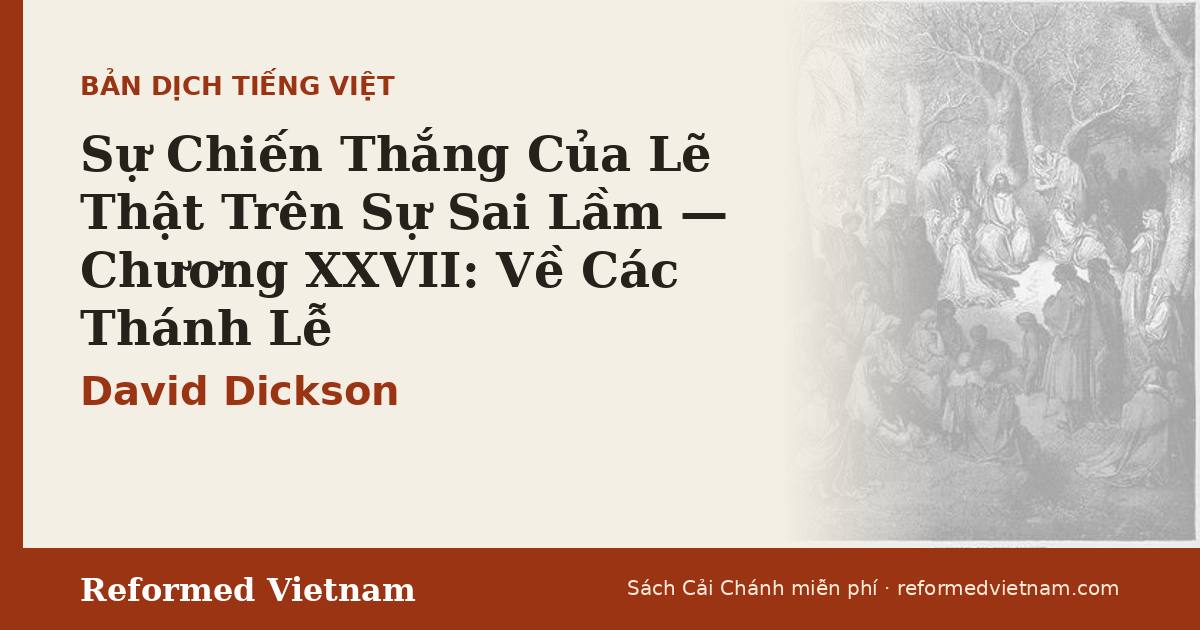 BẢN DỊCH TIẾNG VIỆT
Sự Chiến Thắng Của Lẽ
Thật Trên Sự Sai Lầm —
Chương XXVII: Về Các
Thánh Lễ
David Dickson
Reformed Vietnam
Sách Cải Chánh miễn phí · reformedvietnam.com